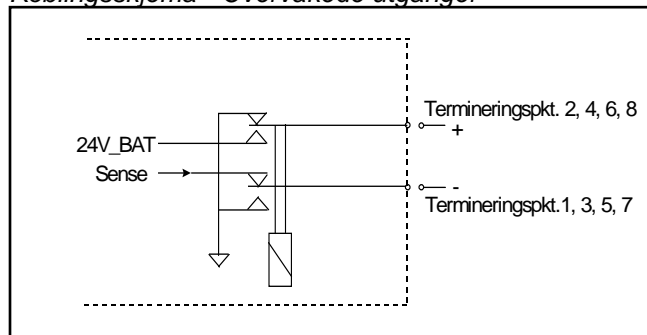 Koblingsskjema - Overvåkede utganger
Termineringspkt. 2, 4, 6, 8
+
24V_BAT
Sense
-
Termineringspkt.1, 3, 5, 7